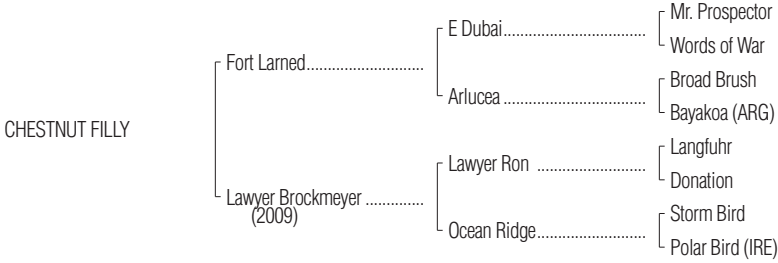 Mr. Prospector
E Dubai..................................
Words of War
Fort Larned...........................
Broad Brush
Arlucea ..................................
Bayakoa (ARG)
CHESTNUT FILLY
Langfuhr
Lawyer Ron ..........................
Donation
Lawyer Brockmeyer ..............
(2009)
Storm Bird
Ocean Ridge..........................
Polar Bird (IRE)